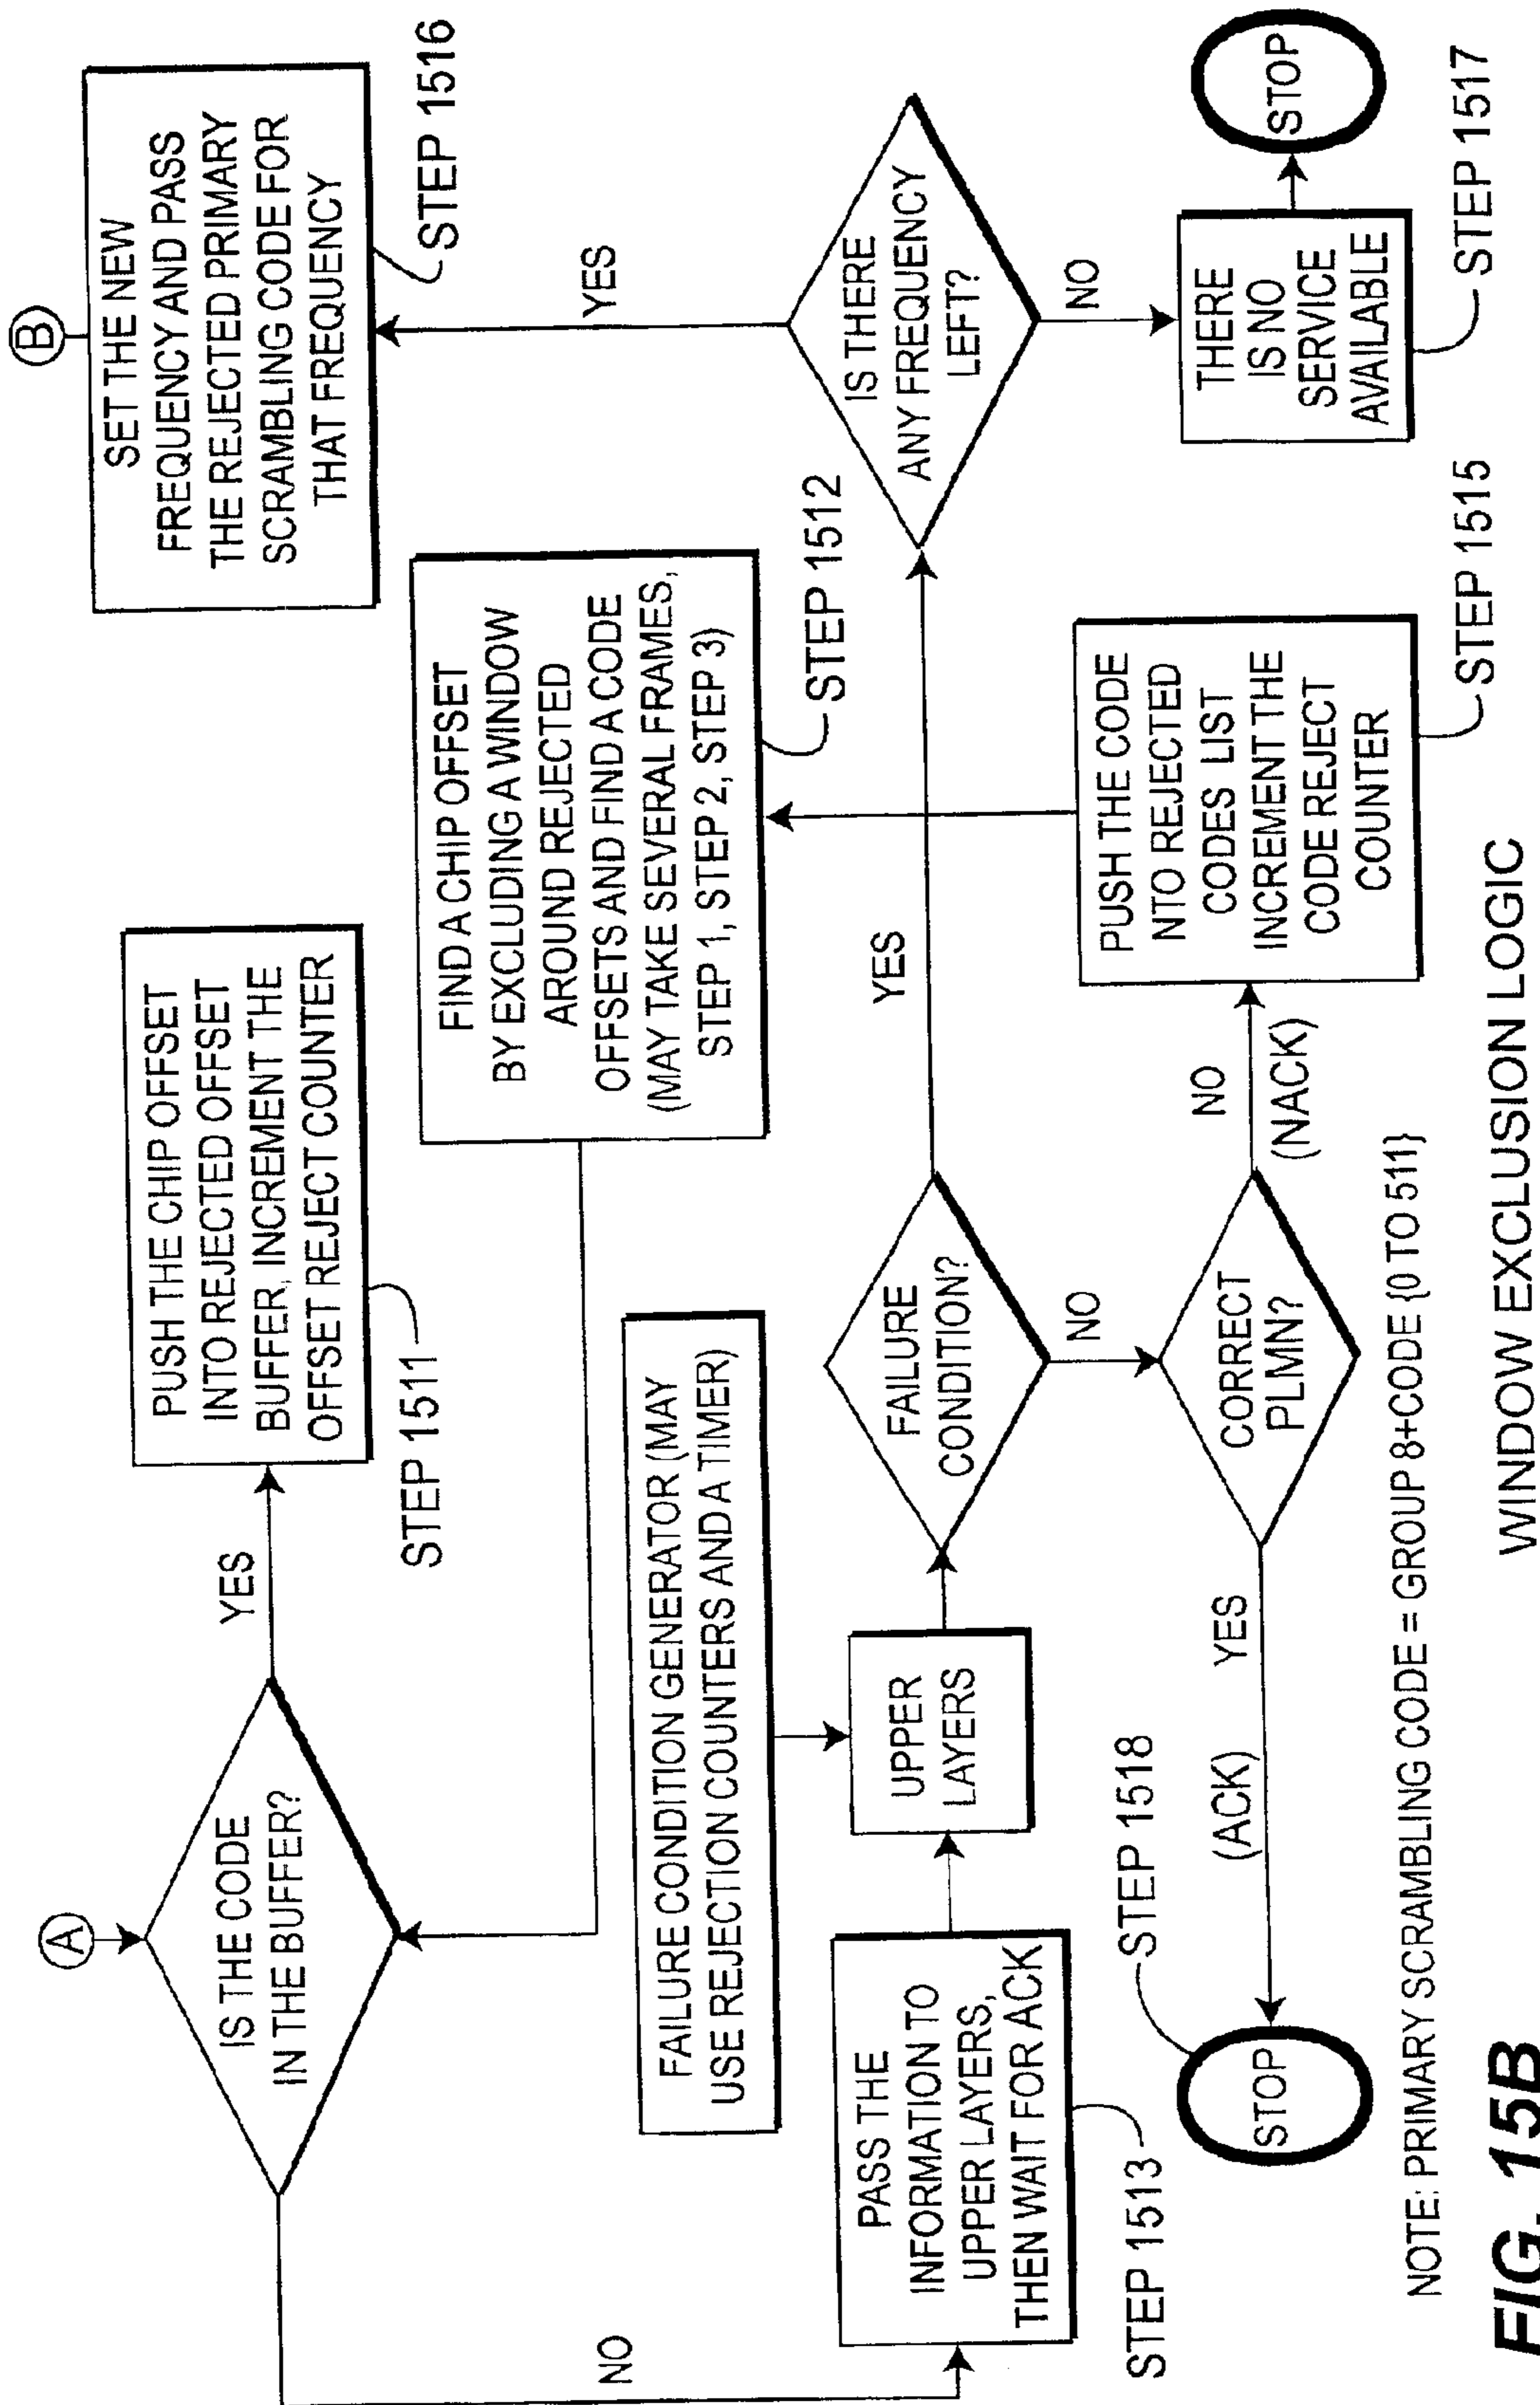 A
IS THE CODE
IN THE BUFFER?
YES
NO
PUSH THE CHIP OFFSET
INTO REJECTED OFFSET
BUFFER, INCREMENT THE
OFFSET REJECT COUNTER
STEP 1511
B
SET THE NEW
FREQUENCY AND PASS
THE REJECTED PRIMARY
SCRAMBLING CODE FOR
THAT FREQUENCY
STEP 1516
FIND A CHIP OFFSET
BY EXCLUDING A WINDOW
AROUND REJECTED
OFFSETS AND FIND A CODE
(MAY TAKE SEVERAL FRAMES,
STEP 1, STEP 2, STEP 3)
STEP 1512
FAILURE CONDITION GENERATOR (MAY
USE REJECTION COUNTERS AND A TIMER)
PASS THE
INFORMATION TO
UPPER LAYERS,
THEN WAIT FOR ACK
STEP 1513
UPPER
LAYERS
FAILURE
CONDITION?
YES
NO
IS THERE
ANY FREQUENCY
LEFT?
YES
NO
THERE
IS NO
SERVICE
AVAILABLE
STEP 1517
STOP
CORRECT
PLMN?
NO
(NACK)
PUSH THE CODE
NTO REJECTED
CODES LIST
INCREMENT THE
CODE REJECT
COUNTER
STEP 1515
YES
(ACK)
STOP
STEP 1518
NOTE: PRIMARY SCRAMBLING CODE = GROUP 8+CODE {0 TO 511}
WINDOW EXCLUSION LOGIC
FIG. 15B